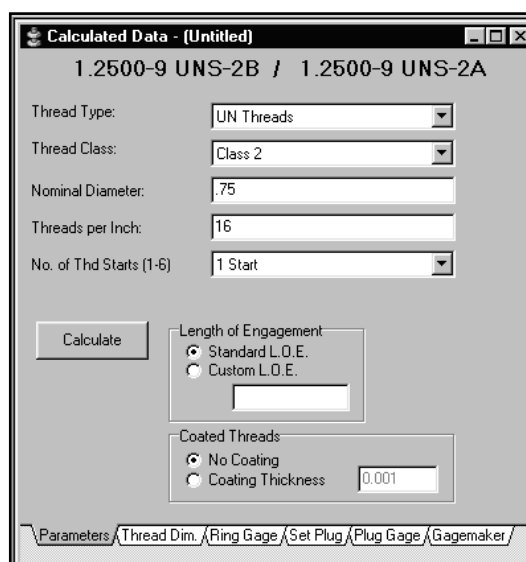 Calculated Data - (Untitled)
1.2500-9 UNS-2B / 1.2500-9 UNS-2A
Thread Type: UN Threads
Thread Class: Class 2
Nominal Diameter: .75
Threads per Inch: 16
No. of Thd Starts (1-6) 1 Start
Calculate
Length of Engagement
Standard L.O.E.
Custom L.O.E.
Coated Threads
No Coating
Coating Thickness 0.001
Parameters Thread Dim. Ring Gage Set Plug Plug Gage Gagemaker